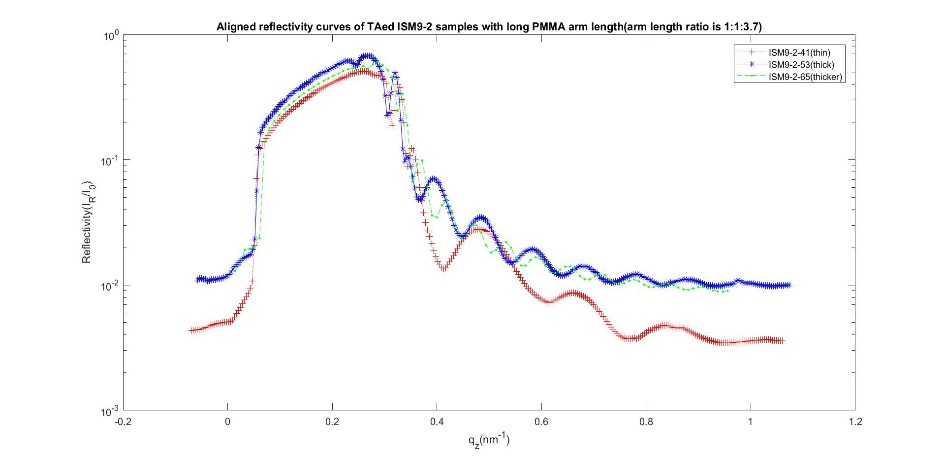 Aligned reflectivity curves of TAed ISM9-2 samples with long PMMA arm length(arm length ratio is 1:1:3.7)
10^0
ISM9-2-41(thin)
ISM9-2-53(thick)
ISM9-2-65(thicker)
10^-1
Reflectivity(I_R/I_0)
10^-2
10^-3
-0.2 0 0.2 0.4 0.6 0.8 1 1.2
q_z(nm^-1)